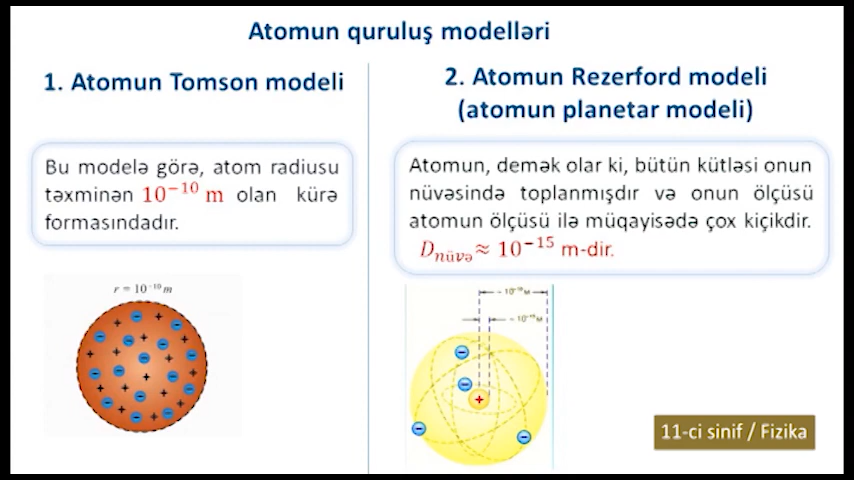 Atomun quruluş modelləri
1. Atomun Tomson modeli
Bu modelə görə, atom radiusu
təxminən 10⁻¹⁰ m olan kürə
formasındadır.
r = 10⁻¹⁰ m
2. Atomun Rezerford modeli
(atomun planetar modeli)
Atomun, demək olar ki, bütün kütləsi onun
nüvəsində toplanmışdır və onun ölçüsü
atomun ölçüsü ilə müqayisədə çox kiçikdir.
Dnüvə ≈ 10⁻¹⁵ m-dir.
11-ci sinif / Fizika